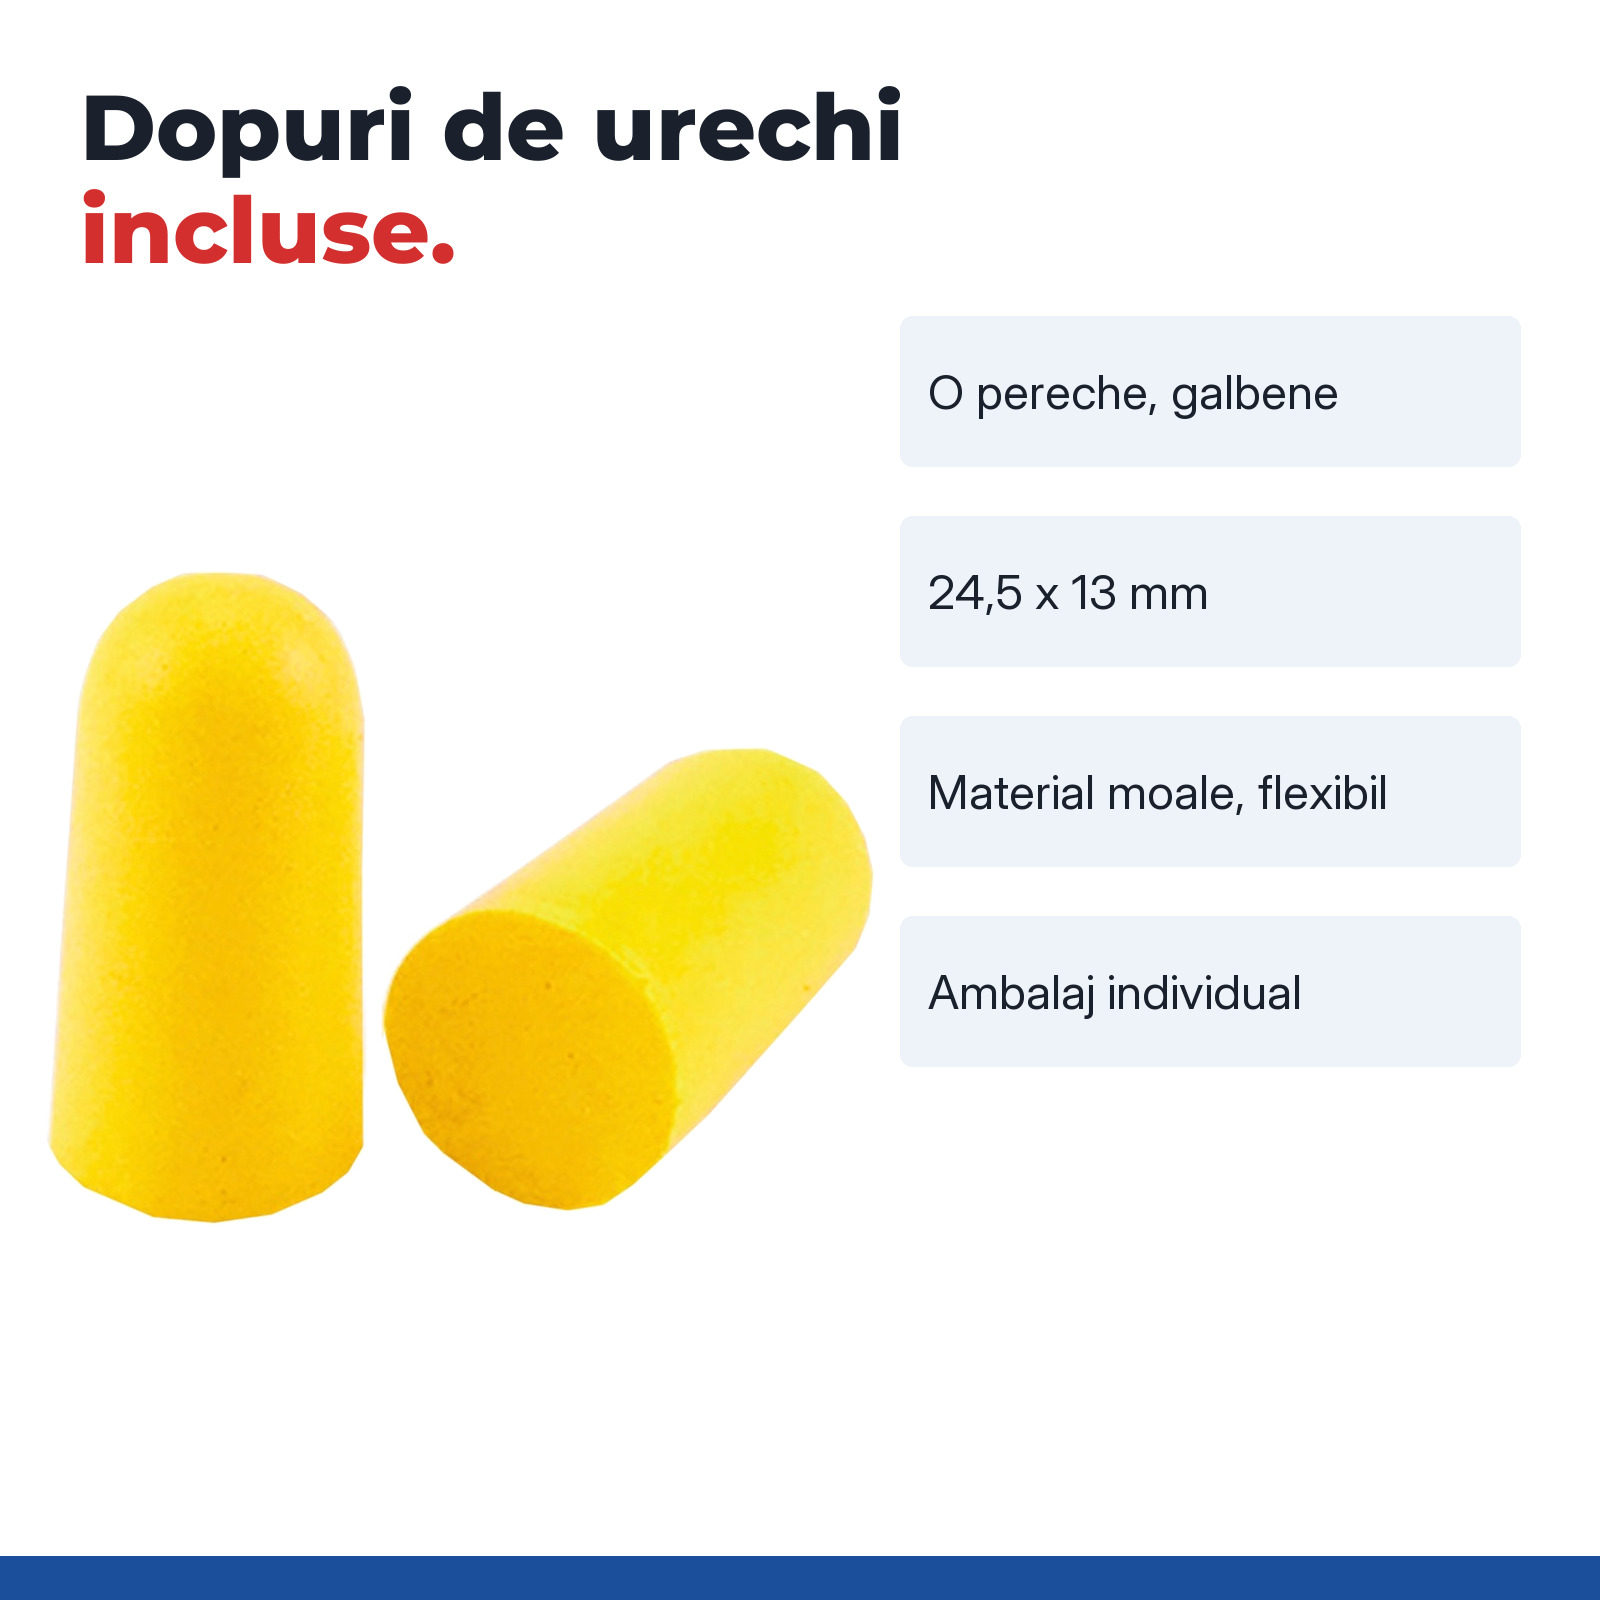 Dopuri de urechi
incluse.
O pereche, galbene
24,5 x 13 mm
Material moale, flexibil
Ambalaj individual